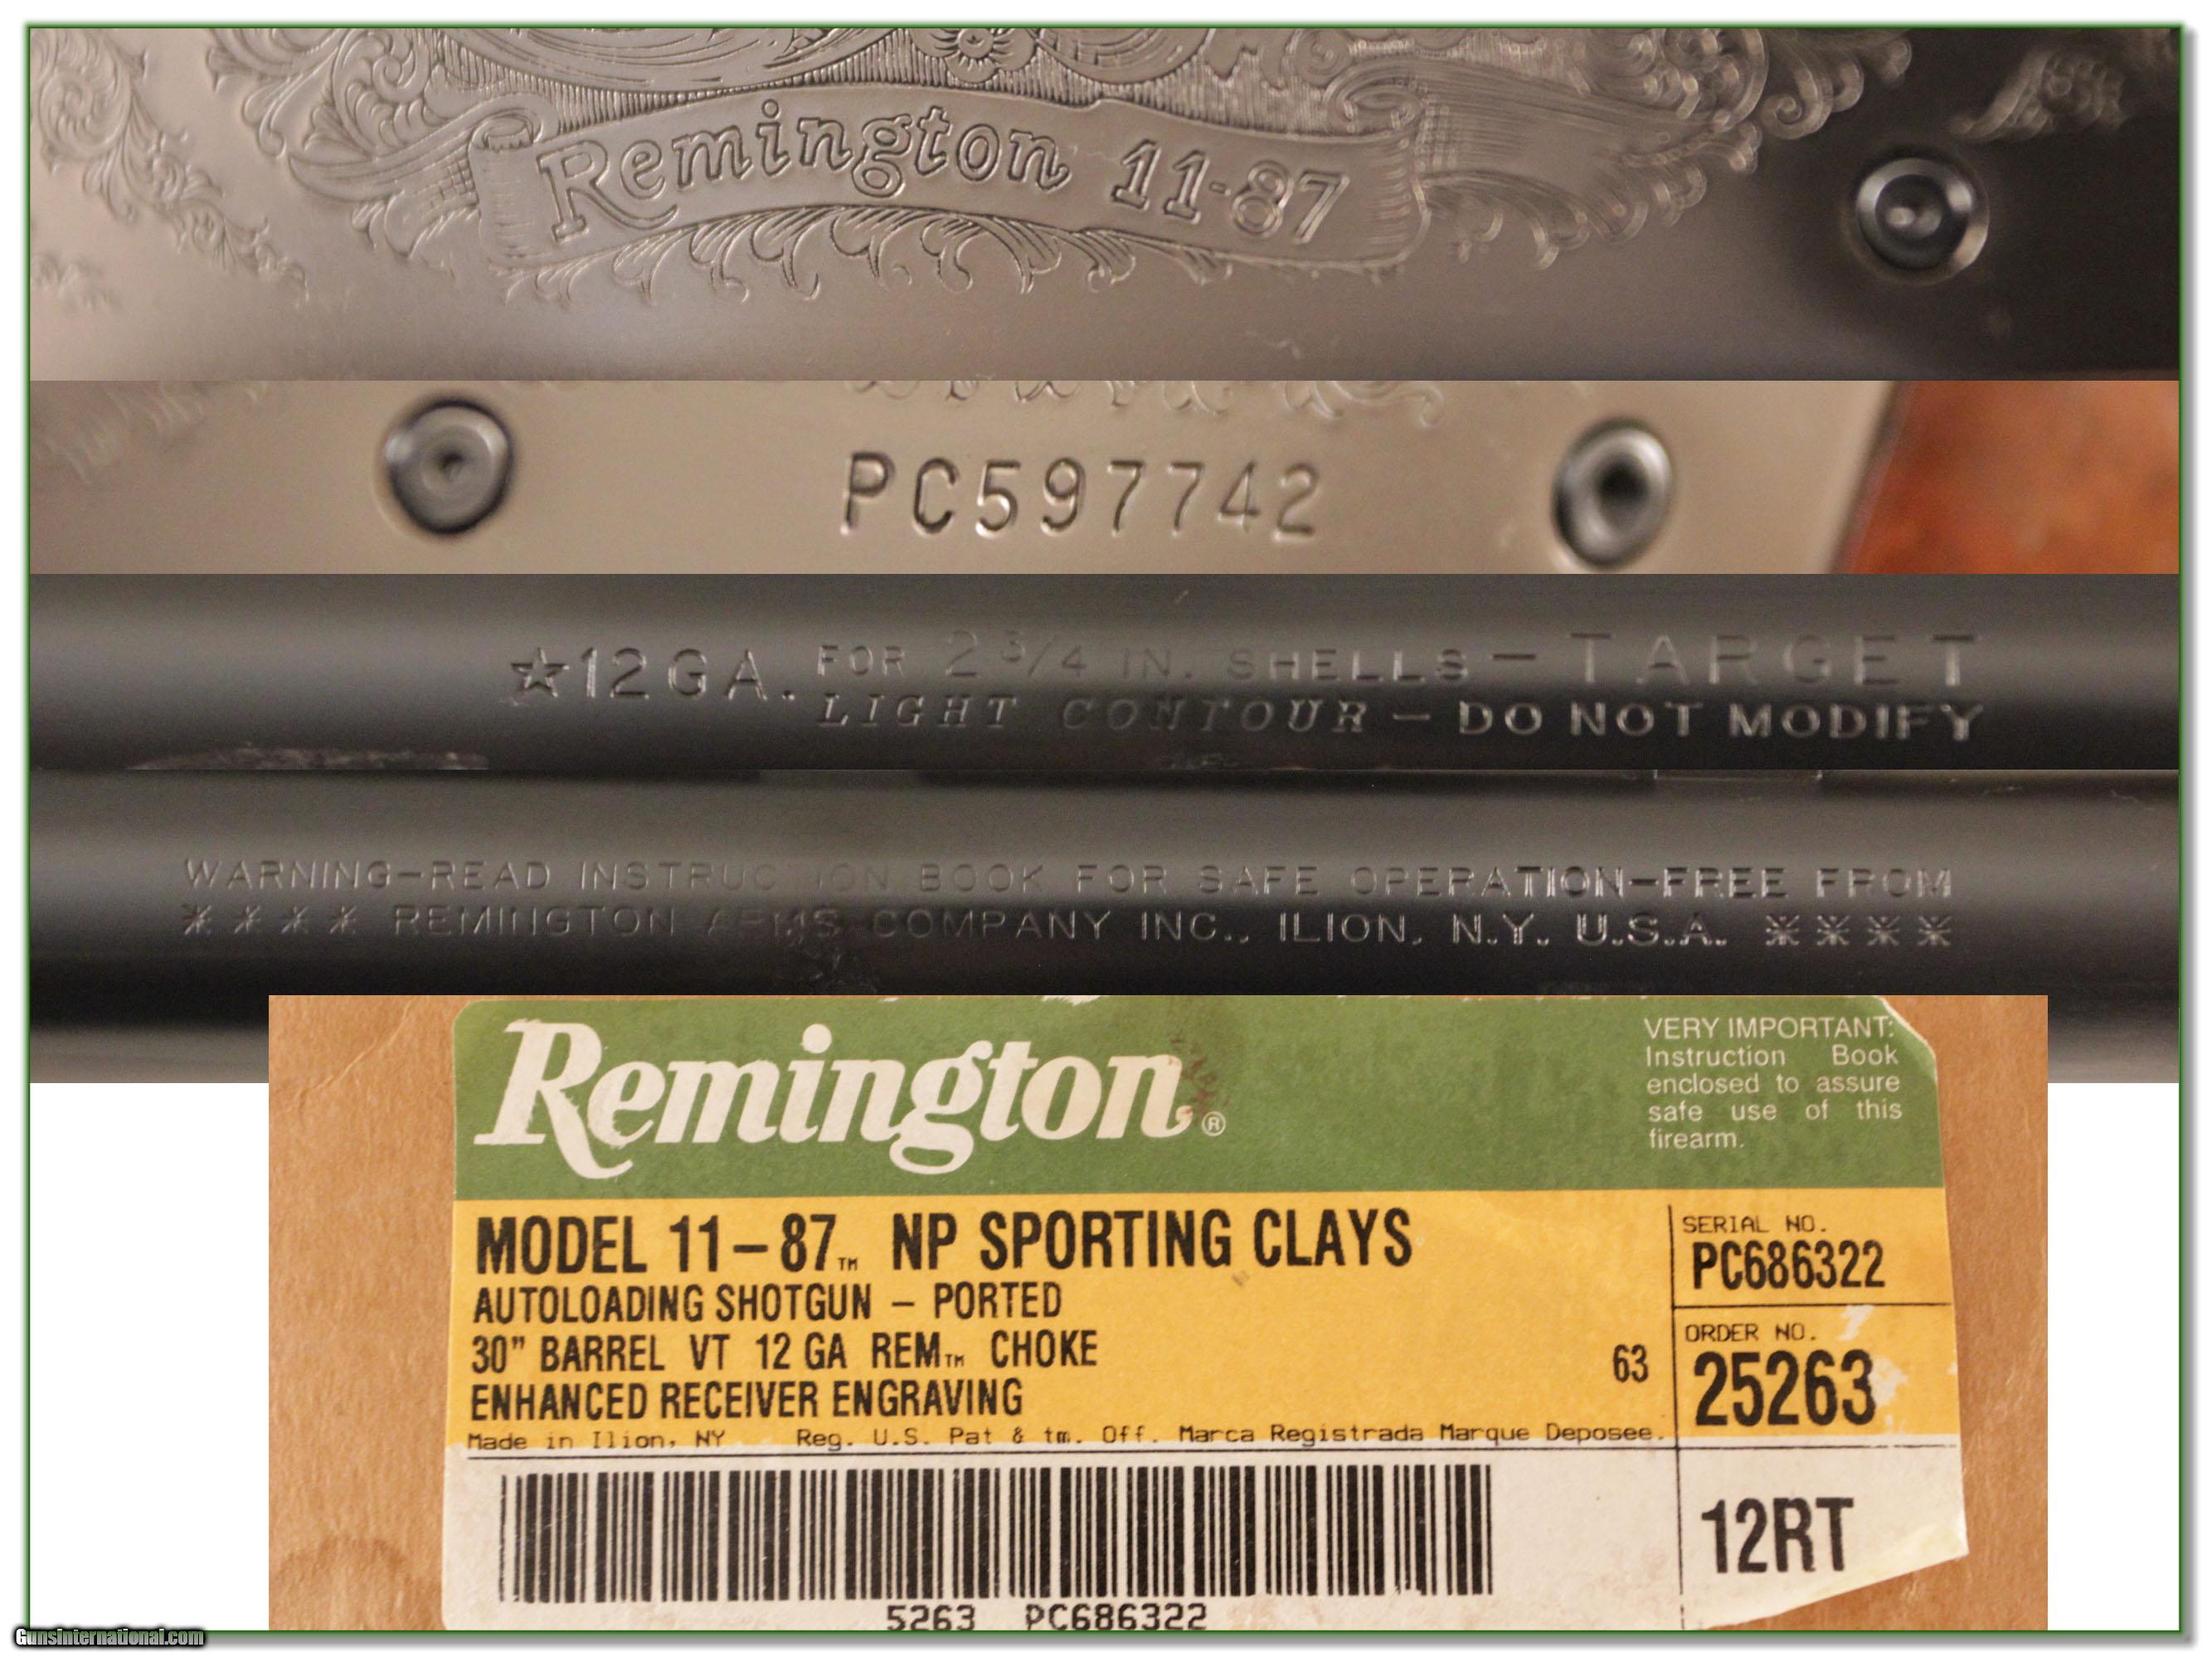 Remington 11-87
PC597742
☆12 GA. FOR 2 3/4 IN. SHELLS — TARGET
LIGHT CONTOUR — DO NOT MODIFY
WARNING—READ INSTRUCTION BOOK FOR SAFE OPERATION—FREE FROM
**** REMINGTON ARMS COMPANY INC., ILION, N.Y. U.S.A. ****
Remington®
VERY IMPORTANT:
Instruction Book
enclosed to assure
safe use of this
firearm.
MODEL 11-87™ NP SPORTING CLAYS
AUTOLOADING SHOTGUN – PORTED
30" BARREL VT 12 GA REM™ CHOKE
63
ENHANCED RECEIVER ENGRAVING
Made in Ilion, NY Reg. U.S. Pat & tm. Off. Marca Registrada Marque Deposee.
SERIAL NO.
PC686322
ORDER NO.
25263
12RT
5263 PC686322
GunsInternational.com